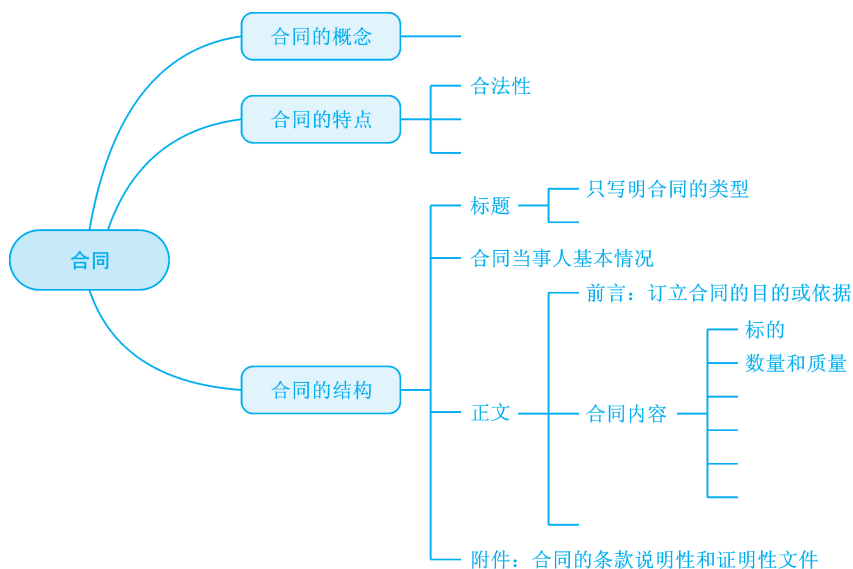 合同的概念
合同的特点
合法性
标题
只写明合同的类型
合同当事人基本情况
合同
前言：订立合同的目的或依据
标的
数量和质量
合同的结构
正文
合同内容
附件：合同的条款说明性和证明性文件